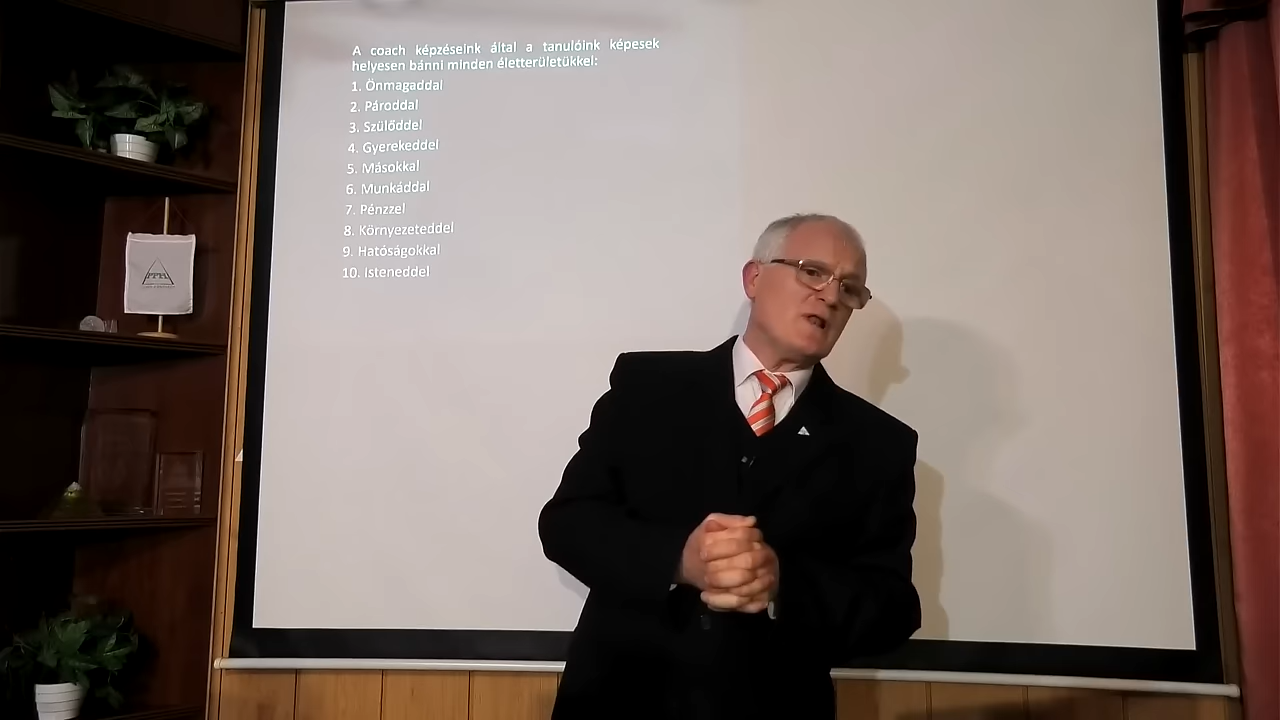 A coach képzéseink által a tanulóink képesek
helyesen bánni minden életterületükkel:
1. Önmagaddal
2. Pároddal
3. Szülőddel
4. Gyerekeddel
5. Másokkal
6. Munkáddal
7. Pénzzel
8. Környezeteddel
9. Hatóságokkal
10. Isteneddel